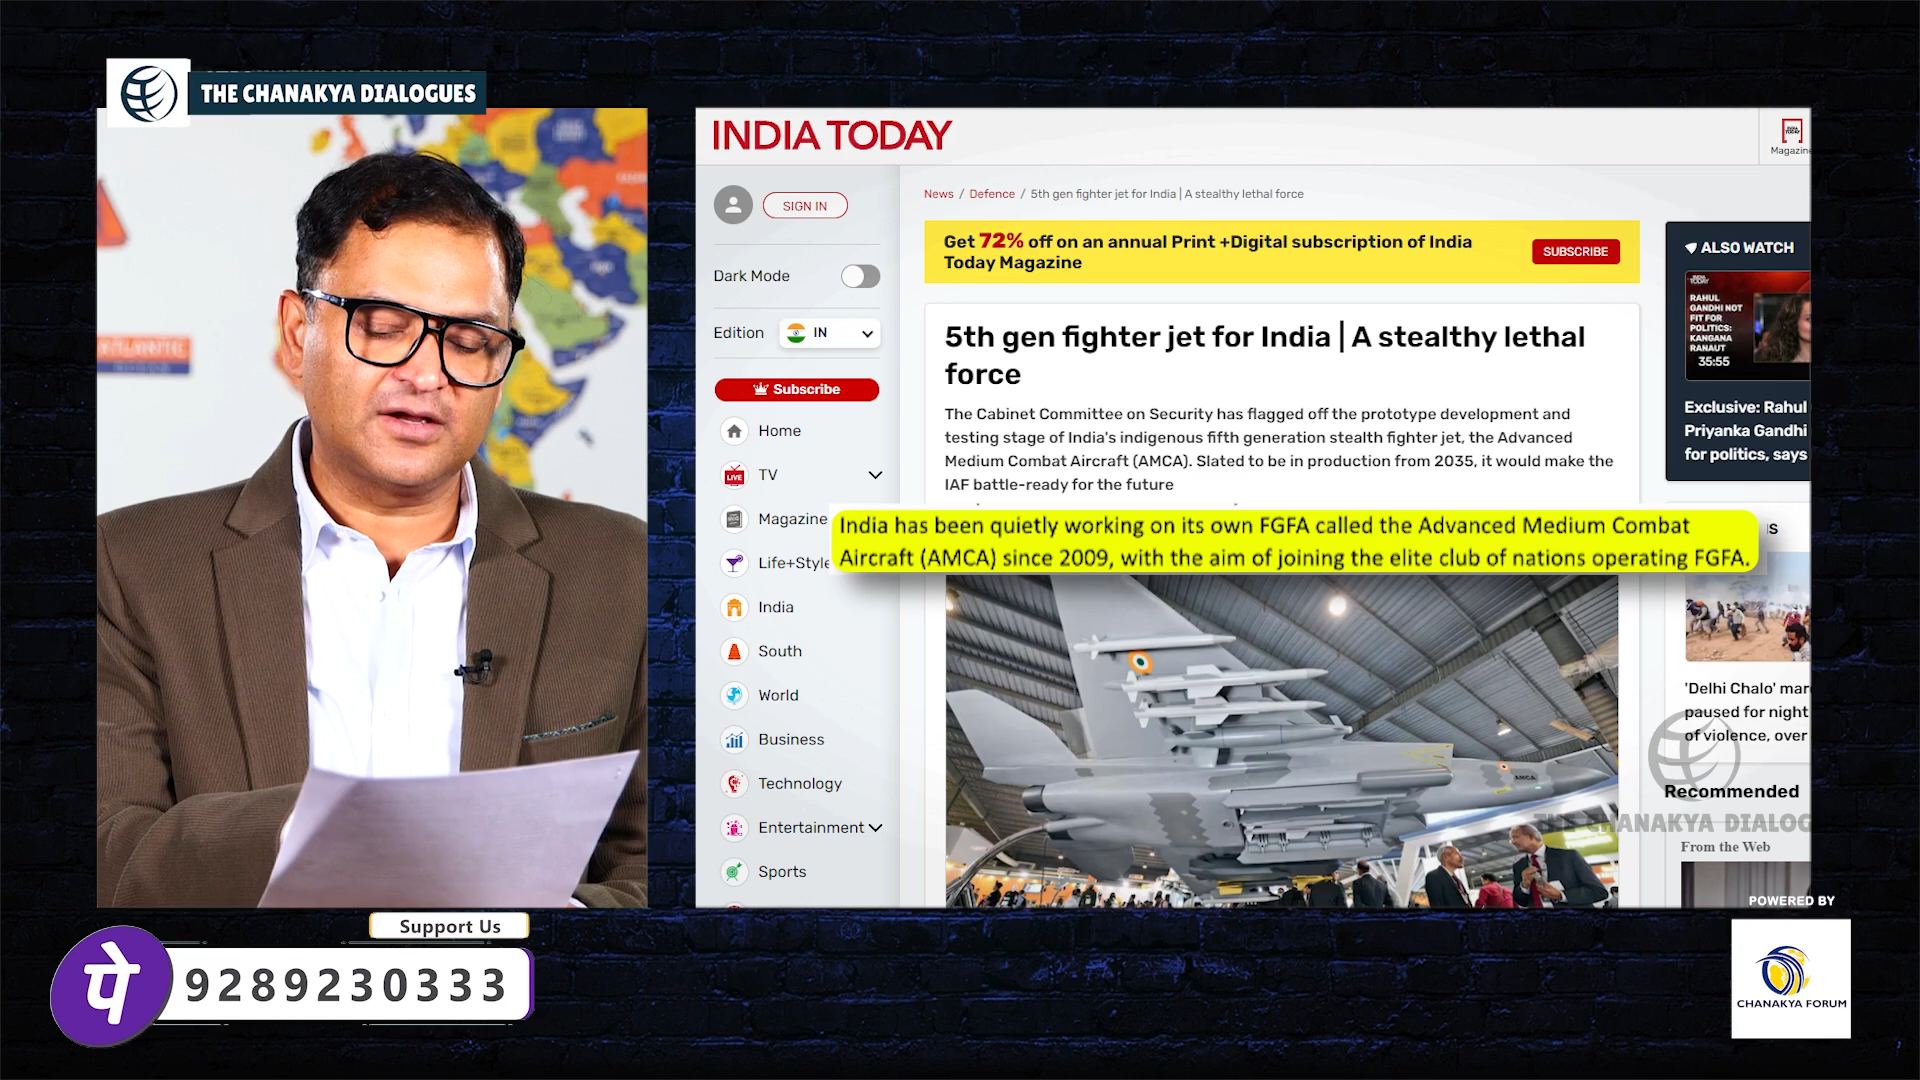 THE CHANAKYA DIALOGUES
ATLANTIC
INDIA TODAY
Magazine
SIGN IN
Dark Mode
Edition
IN
Subscribe
Home
LIVE
TV
Magazine
Life+Style
India
South
World
Business
Technology
Entertainment
Sports
News / Defence / 5th gen fighter jet for India | A stealthy lethal force
Get 72% off on an annual Print +Digital subscription of India
Today Magazine
SUBSCRIBE
5th gen fighter jet for India | A stealthy lethal
force
The Cabinet Committee on Security has flagged off the prototype development and
testing stage of India's indigenous fifth generation stealth fighter jet, the Advanced
Medium Combat Aircraft (AMCA). Slated to be in production from 2035, it would make the
IAF battle-ready for the future
India has been quietly working on its own FGFA called the Advanced Medium Combat
Aircraft (AMCA) since 2009, with the aim of joining the elite club of nations operating FGFA.
AMCA
ALSO WATCH
INDIA
TODAY
RAHUL
GANDHI NOT
FIT FOR
POLITICS:
KANGANA
RANAUT
35:55
Exclusive: Rahul
Priyanka Gandhi
for politics, says
S
'Delhi Chalo' mar
paused for night
of violence, over
Recommended
THE CHANAKYA DIALOG
From the Web
Support Us
पे
9289230333
POWERED BY
CHANAKYA FORUM